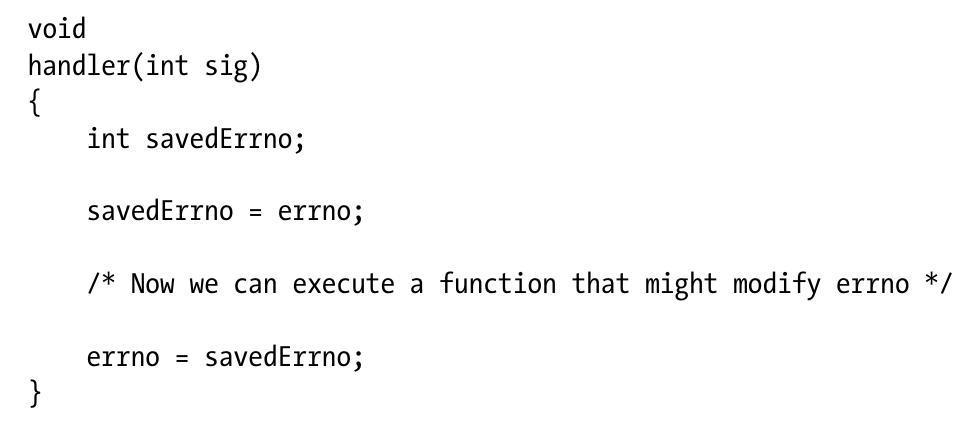 void
handler(int sig)
{
    int savedErrno;

    savedErrno = errno;

    /* Now we can execute a function that might modify errno */

    errno = savedErrno;
}